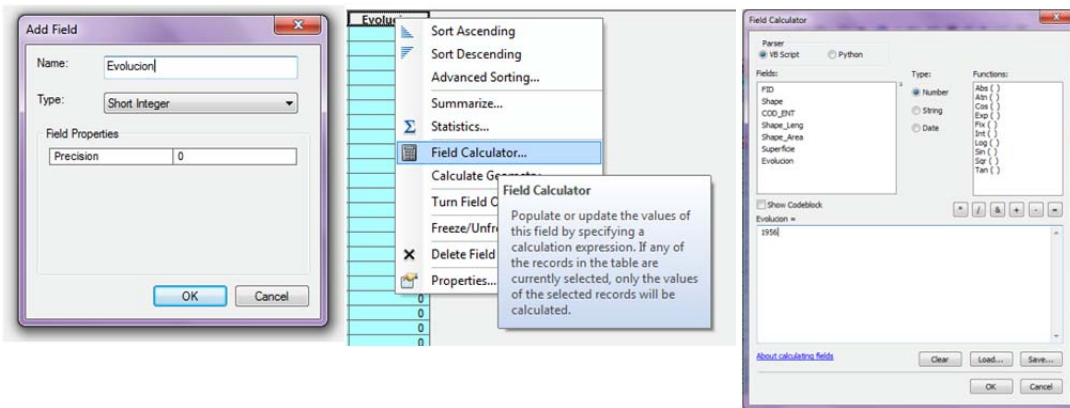 Add Field
Name:
Evolucion
Type:
Short Integer
Field Properties
Precision
0
OK
Cancel
Sort Ascending
Sort Descending
Advanced Sorting...
Summarize...
Σ Statistics...
Field Calculator...
Turn Field
Delete Field
Properties...
Field Calculator
Populate or update the values of
this field by specifying a
calculation expression. If any of
the records in the table are
currently selected, only the values
of the selected records will be
calculated.
0
0
0
0
Field Calculator
Parser
VB Script
Python
Fields:
FID
Shape
COD_ENT
Shape_Leng
Shape_Area
Superficie
Evolucion
Type:
Number
String
Date
Functions:
Abs ( )
Atn ( )
Cos ( )
Exp ( )
Fix ( )
Int ( )
Log ( )
Sin ( )
Sqr ( )
Tan ( )
Show Codeblock
* / & + - =
Evolucion =
1956
About calculating fields
Clear
Load...
Save...
OK
Cancel